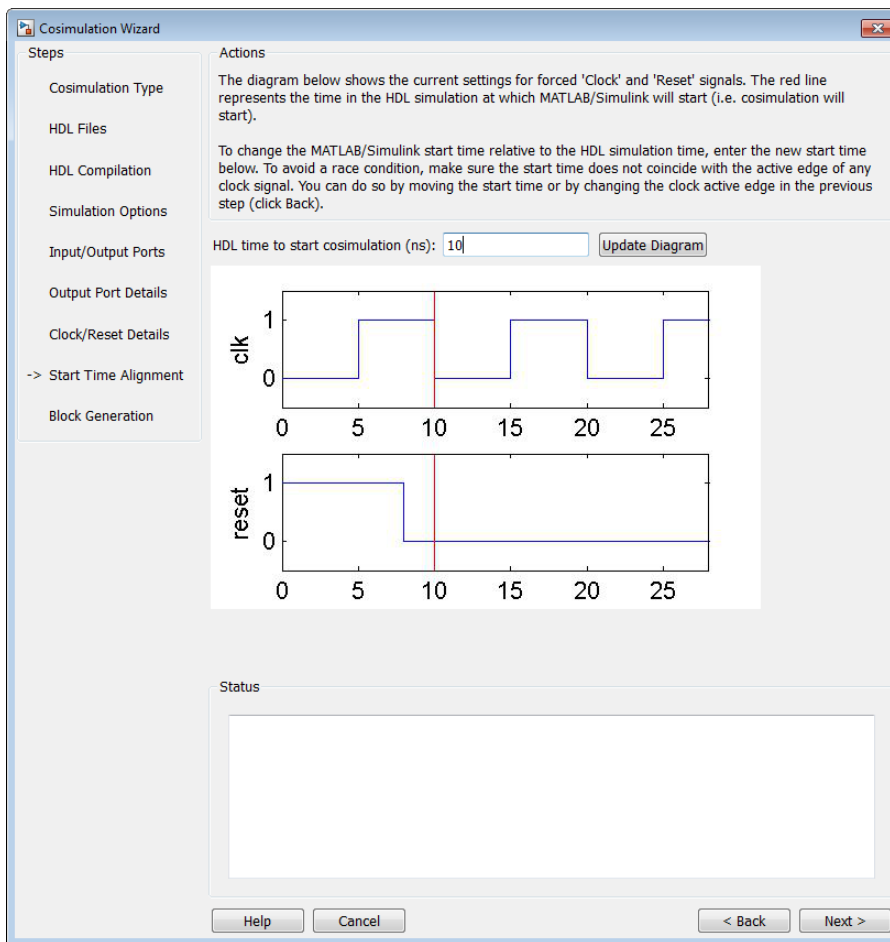 Cosimulation Wizard
Steps
Cosimulation Type
HDL Files
HDL Compilation
Simulation Options
Input/Output Ports
Output Port Details
Clock/Reset Details
-> Start Time Alignment
Block Generation
Actions
The diagram below shows the current settings for forced 'Clock' and 'Reset' signals. The red line
represents the time in the HDL simulation at which MATLAB/Simulink will start (i.e. cosimulation will
start).
To change the MATLAB/Simulink start time relative to the HDL simulation time, enter the new start time
below. To avoid a race condition, make sure the start time does not coincide with the active edge of any
clock signal. You can do so by moving the start time or by changing the clock active edge in the previous
step (click Back).
HDL time to start cosimulation (ns): 10 Update Diagram
clk
1
0
0 5 10 15 20 25
reset
1
0
0 5 10 15 20 25
Status
Help Cancel < Back Next >